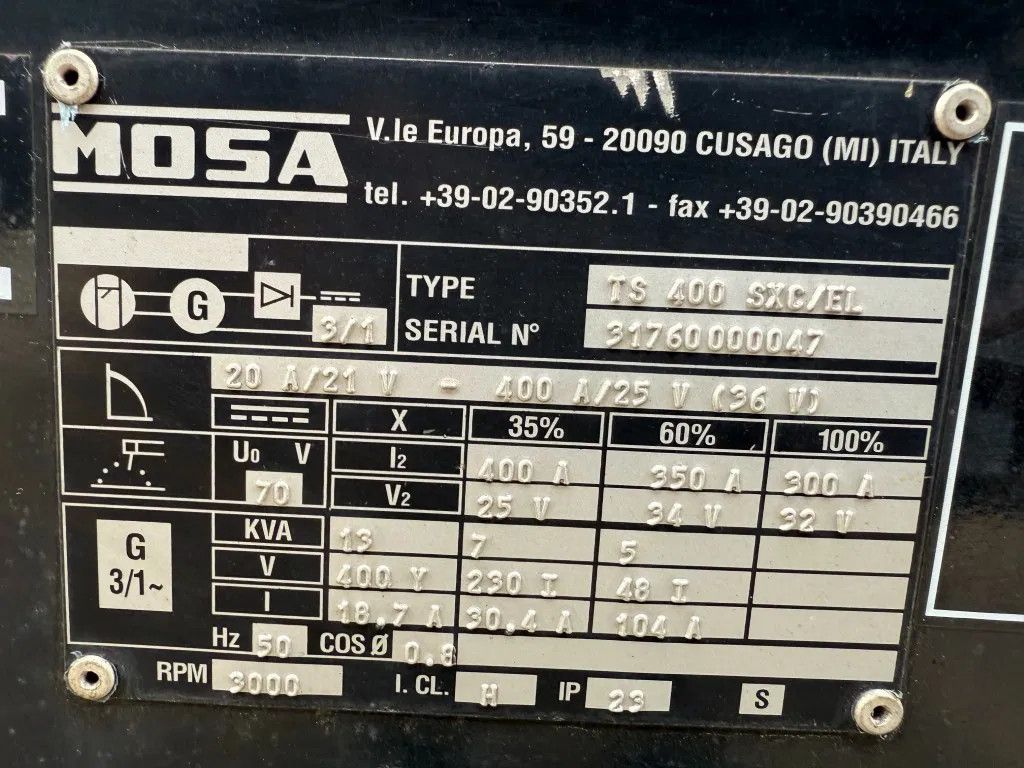 MOSA
V.le Europa, 59 - 20090 CUSAGO (MI) ITALY
tel. +39-02-90352.1 - fax +39-02-90390466
G
3/1
TYPE TS 400 SXC/EL
SERIAL N° 31760000047
20 A/21 V - 400 A/25 V (36 V)
X 35% 60% 100%
U0 V I2 400 A 350 A 300 A
70 V2 25 V 34 V 32 V
G 3/1~
KVA 13 7 5
V 400 Y 230 I 48 I
I 18,7 A 30,4 A 104 A
Hz 50 COS Ø 0,8
RPM 3000 I. CL. H IP 23 S